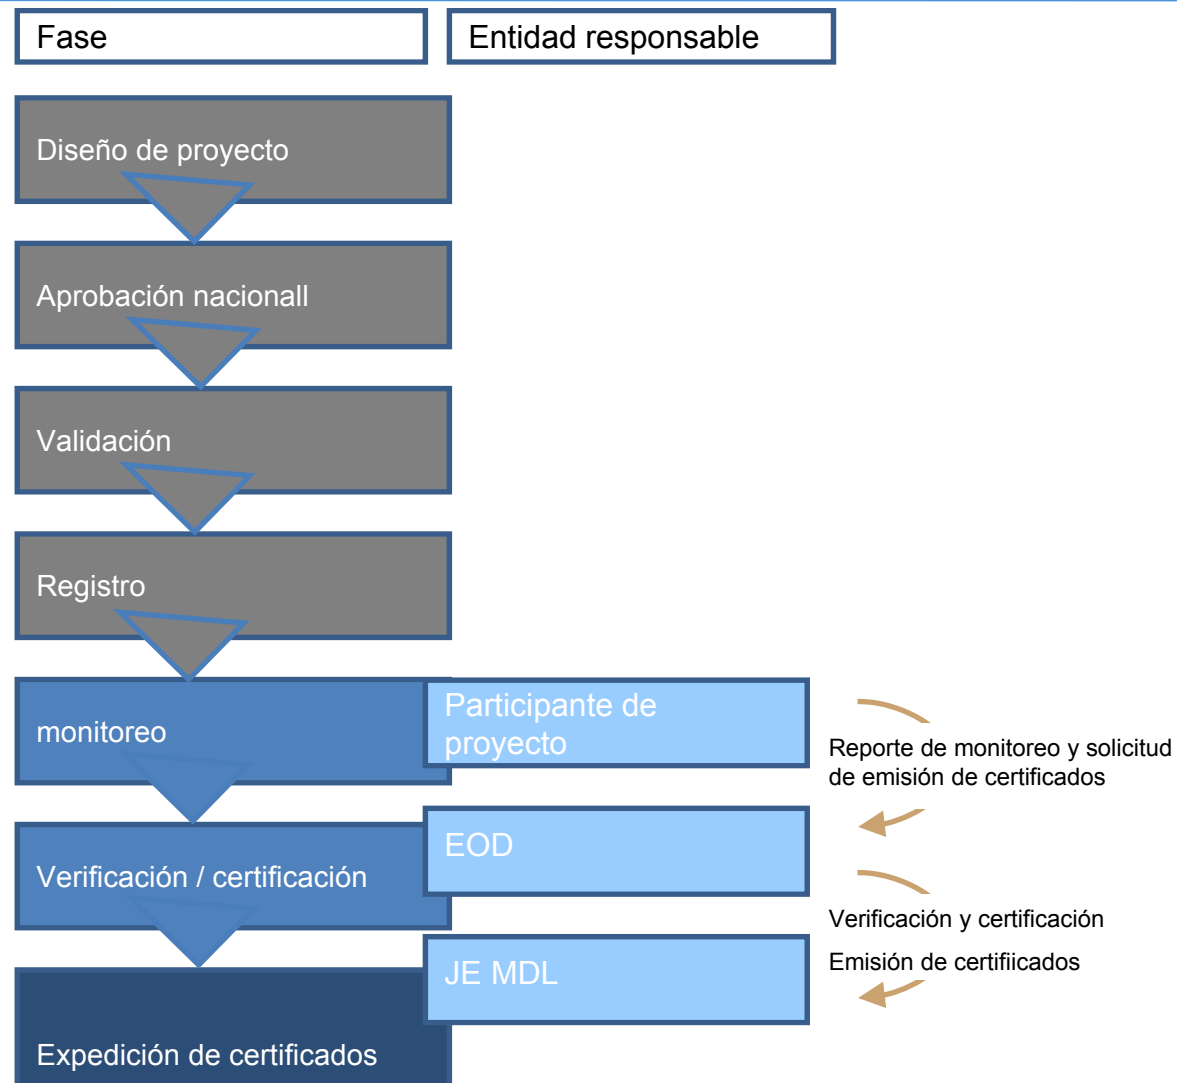 Fase
Entidad responsable
Diseño de proyecto
Aprobación nacionall
Validación
Registro
monitoreo
Participante de
proyecto
Reporte de monitoreo y solicitud
de emisión de certificados
Verificación / certificación
EOD
Verificación y certificación
Emisión de certifiicados
JE MDL
Expedición de certificados